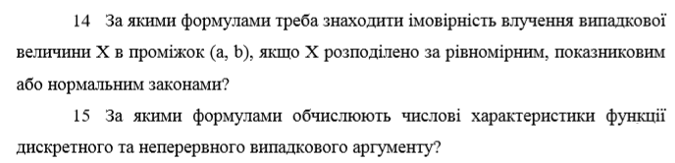 14 За якими формулами треба знаходити імовірність влучення випадкової
величини X в проміжок (a, b), якщо X розподілено за рівномірним, показниковим
або нормальним законами?
15 За якими формулами обчислюють числові характеристики функції
дискретного та неперервного випадкового аргументу?